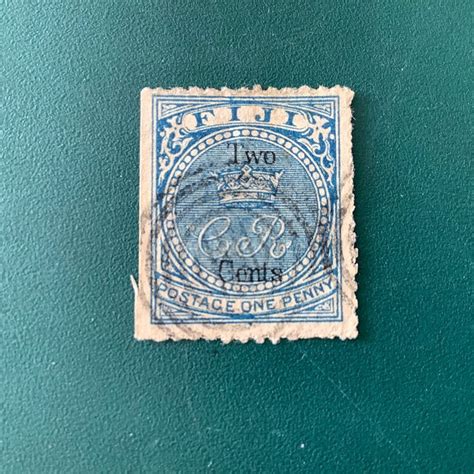 FIJI
Two
CR
Cents
POSTAGE.ONE PENNY